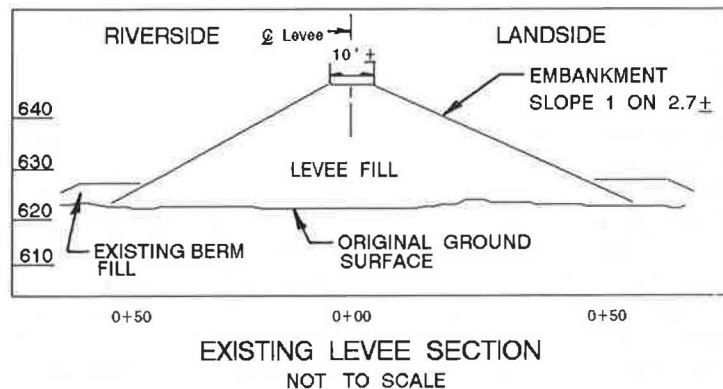 RIVERSIDE
℄ Levee
LANDSIDE
10' ±
EMBANKMENT
SLOPE 1 ON 2.7±
640
630
LEVEE FILL
620
EXISTING BERM
FILL
ORIGINAL GROUND
SURFACE
610
0+50
0+00
0+50
EXISTING LEVEE SECTION
NOT TO SCALE